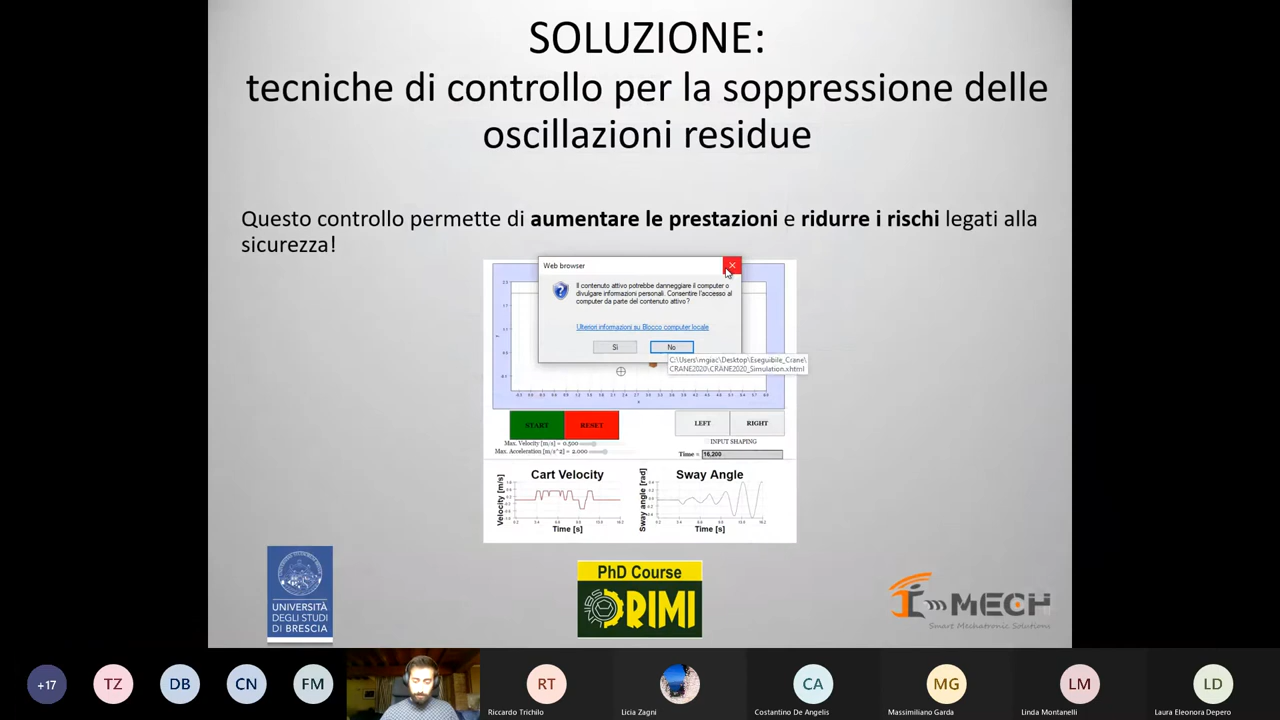 SOLUZIONE:
tecniche di controllo per la soppressione delle
oscillazioni residue
Questo controllo permette di aumentare le prestazioni e ridurre i rischi legati alla
sicurezza!
Web browser
Il contenuto attivo potrebbe danneggiare il computer o
divulgare informazioni personali. Consentire l'accesso al
computer da parte del contenuto attivo?
Ulteriori informazioni su Blocco computer locale
Sì
No
C:\Users\mgiac\Desktop\Eseguibile_Crane\
CRANE2020\CRANE2020_Simulation.xhtml
START
RESET
LEFT
RIGHT
Max. Velocity [m/s] = 0.500
INPUT SHAPING
Max. Acceleration [m/s^2] = 2.000
Time =
16,200
Cart Velocity
Velocity [m/s]
Time [s]
Sway Angle
Sway angle [rad]
Time [s]
UNIVERSITÀ
DEGLI STUDI
DI BRESCIA
PhD Course
DRIMI
I MECH
Smart Mechatronic Solutions
+17
TZ
DB
CN
FM
RT
CA
MG
LM
LD
Riccardo Trichilo
Licia Zagni
Costantino De Angelis
Massimiliano Garda
Linda Montanelli
Laura Eleonora Depero